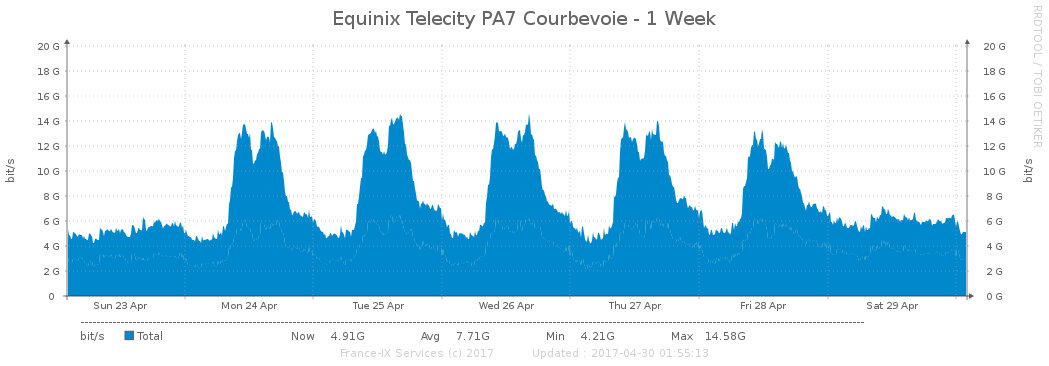 Equinix Telecity PA7 Courbevoie - 1 Week
RRDTOOL / TOBI OETIKER
20 G 20 G
18 G 18 G
16 G 16 G
14 G 14 G
12 G 12 G
10 G 10 G
8 G 8 G
6 G 6 G
4 G 4 G
2 G 2 G
0 0 G
bit/s bit/s
Sun 23 Apr Mon 24 Apr Tue 25 Apr Wed 26 Apr Thu 27 Apr Fri 28 Apr Sat 29 Apr
bit/s Total Now 4.91G Avg 7.71G Min 4.21G Max 14.58G
France-IX Services (c) 2017 Updated : 2017-04-30 01:55:13